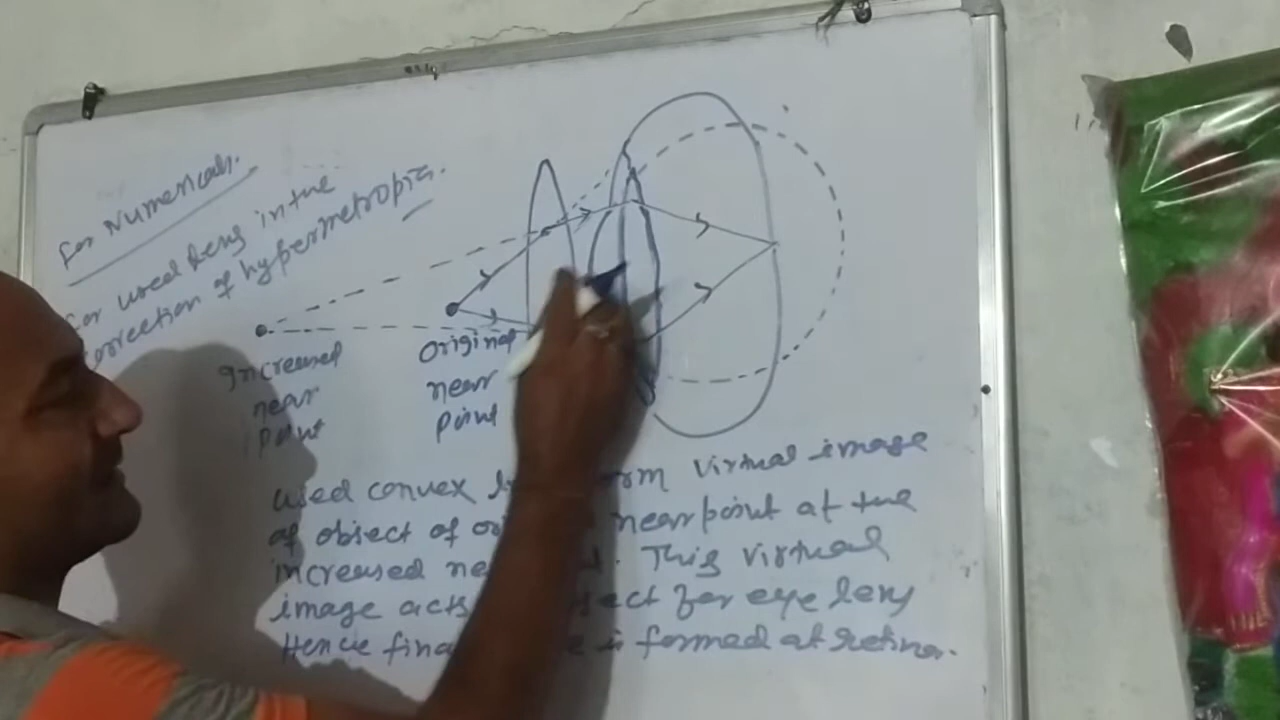 For Numericals.
For used lens in the
correction of hypermetropia.
Increased
near
point
Original
near
point
used convex form virtual image
of object of near point at the
increased This virtual
image acts for eye lens
Hence is formed at retina.